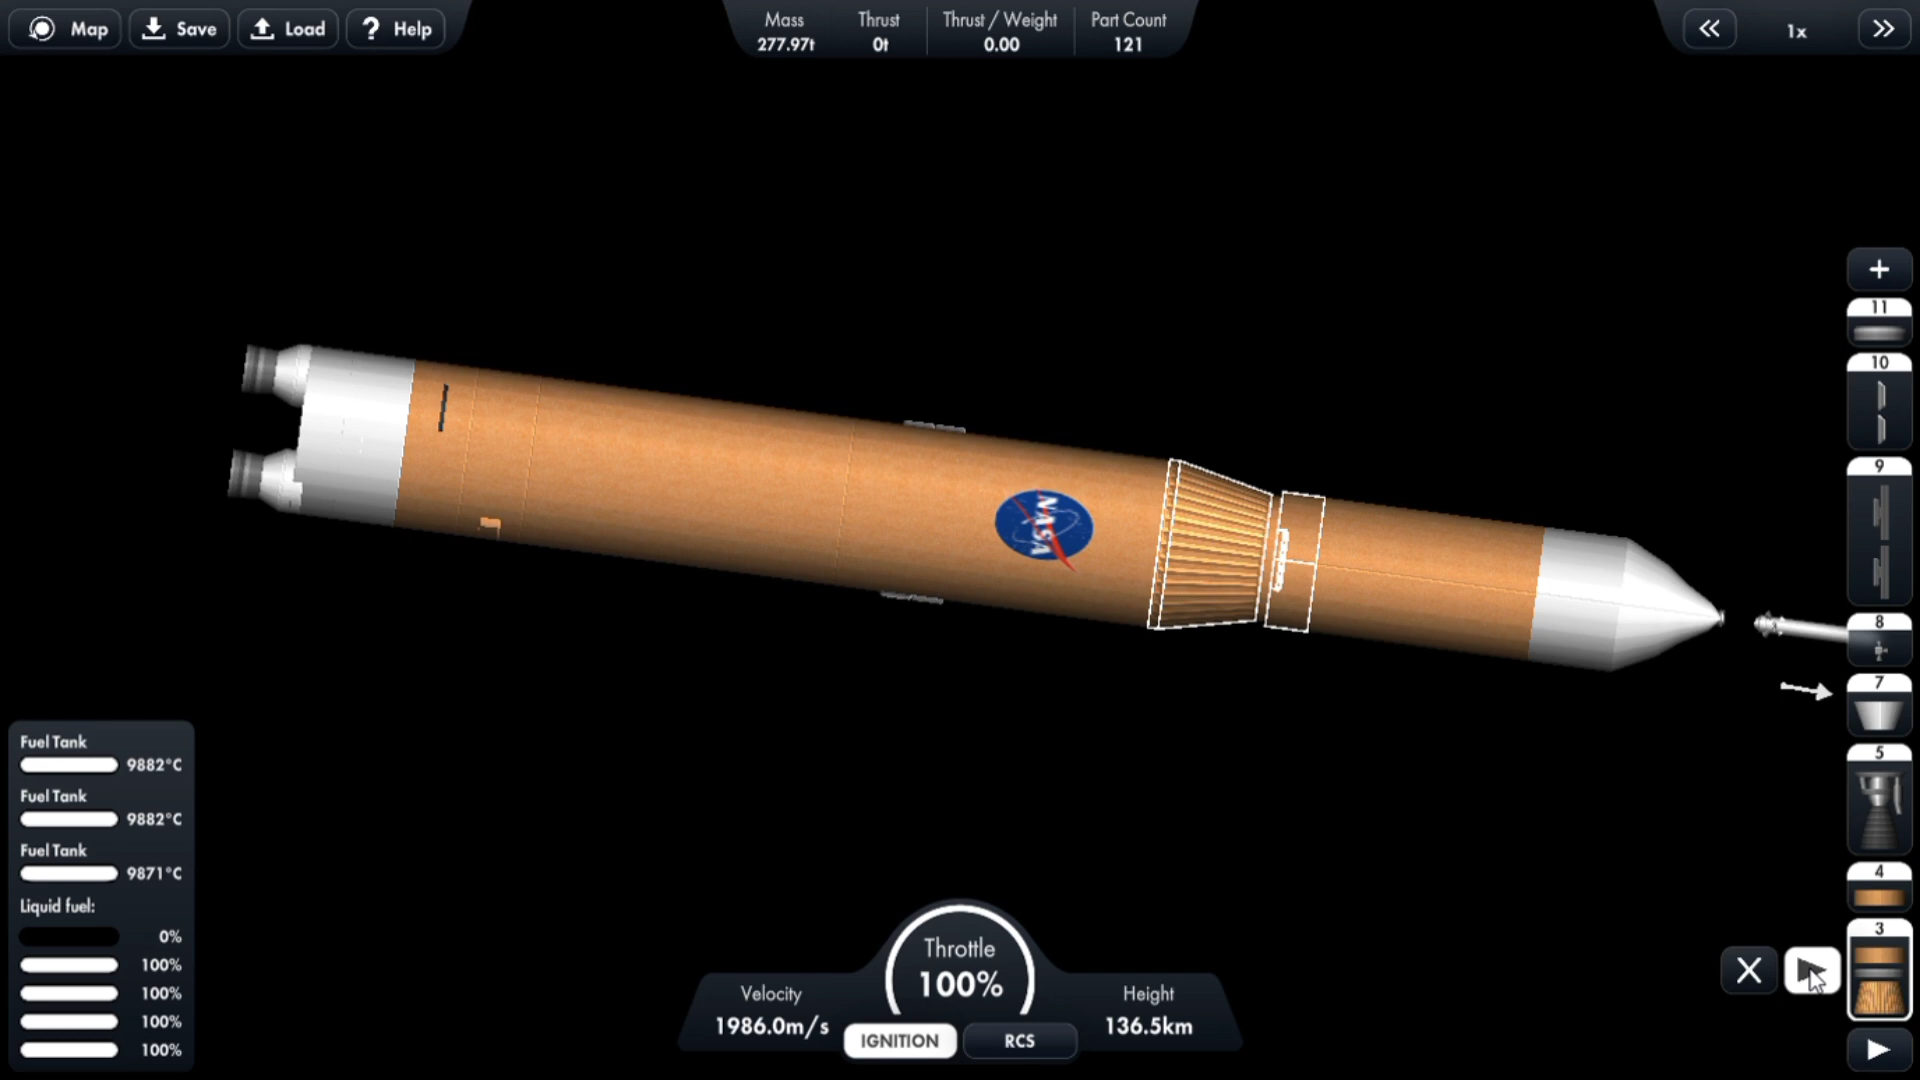 Map
Save
Load
? Help
Mass
277.97t
Thrust
0t
Thrust / Weight
0.00
Part Count
121
1x
11
10
9
8
7
5
4
3
NASA
Fuel Tank
9882°C
Fuel Tank
9882°C
Fuel Tank
9871°C
Liquid fuel:
0%
100%
100%
100%
100%
Throttle
100%
Velocity
1986.0m/s
Height
136.5km
IGNITION
RCS